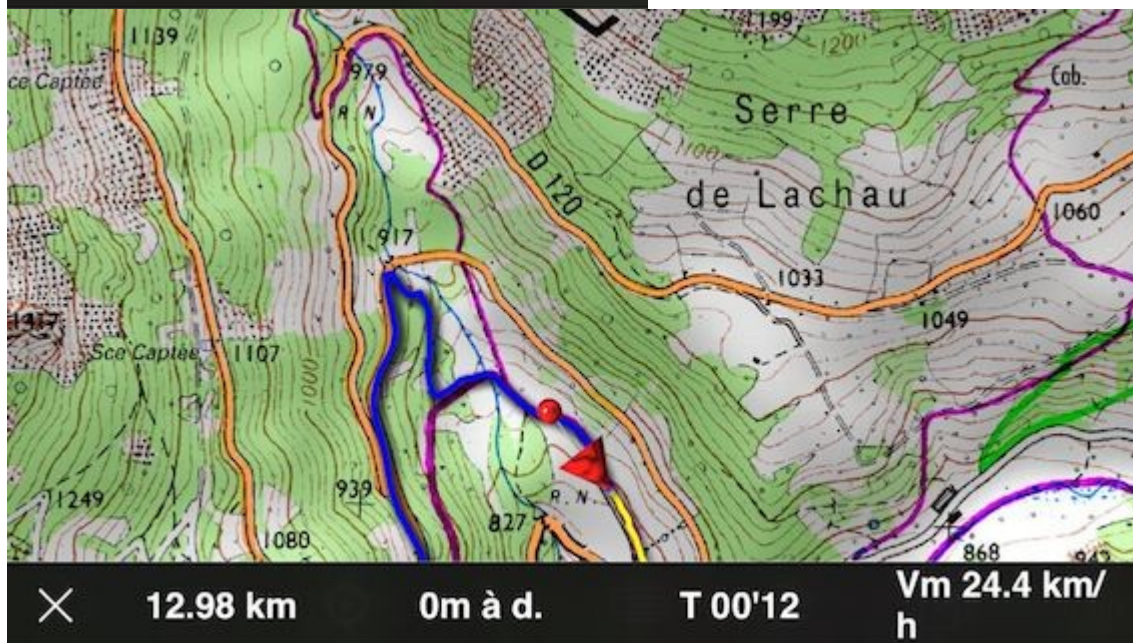 1139
1199
1200
ce Captée
979
Cab.
R N
Serre
1100
D 120
de Lachau
1060
917
1033
1049
Sce Captée
1107
1000
939
R. N.
1249
827
1080
868
12.98 km
0m à d.
T 00'12
Vm 24.4 km/
h